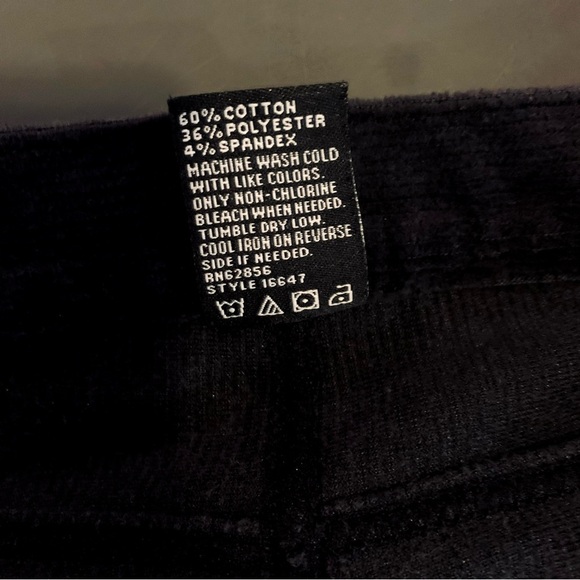 60% COTTON
36% POLYESTER
4% SPANDEX
MACHINE WASH COLD
WITH LIKE COLORS.
ONLY NON-CHLORINE
BLEACH WHEN NEEDED.
TUMBLE DRY LOW.
COOL IRON ON REVERSE
SIDE IF NEEDED.
RN62856
STYLE 16647